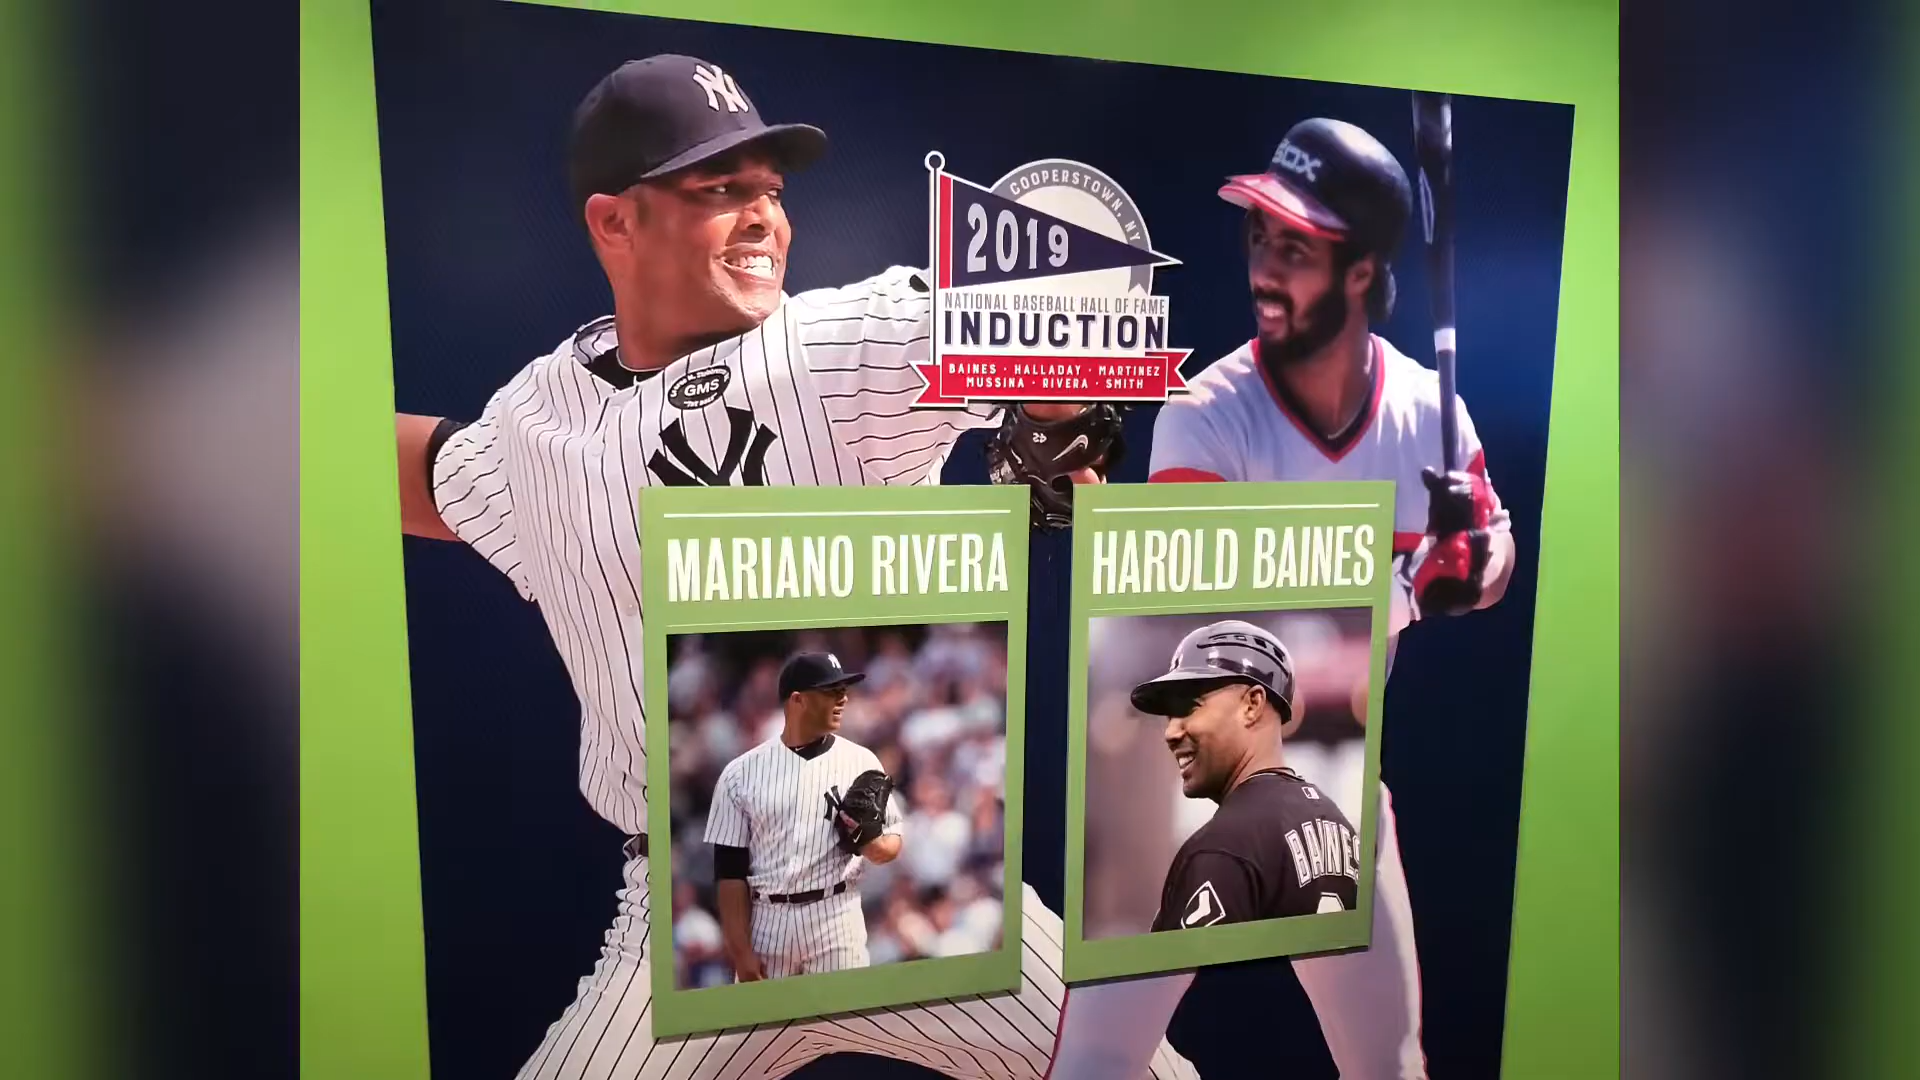 NY
SOX
COOPERSTOWN, NY
2019
NATIONAL BASEBALL HALL OF FAME
INDUCTION
BAINES · HALLADAY · MARTINEZ
MUSSINA · RIVERA · SMITH
GMS
NY
42
MARIANO RIVERA
HAROLD BAINES
BAINES